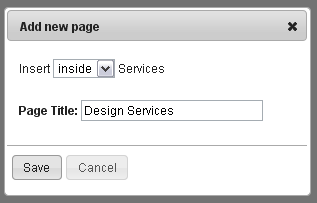 Add new page
Insert inside Services
Page Title: Design Services
Save Cancel